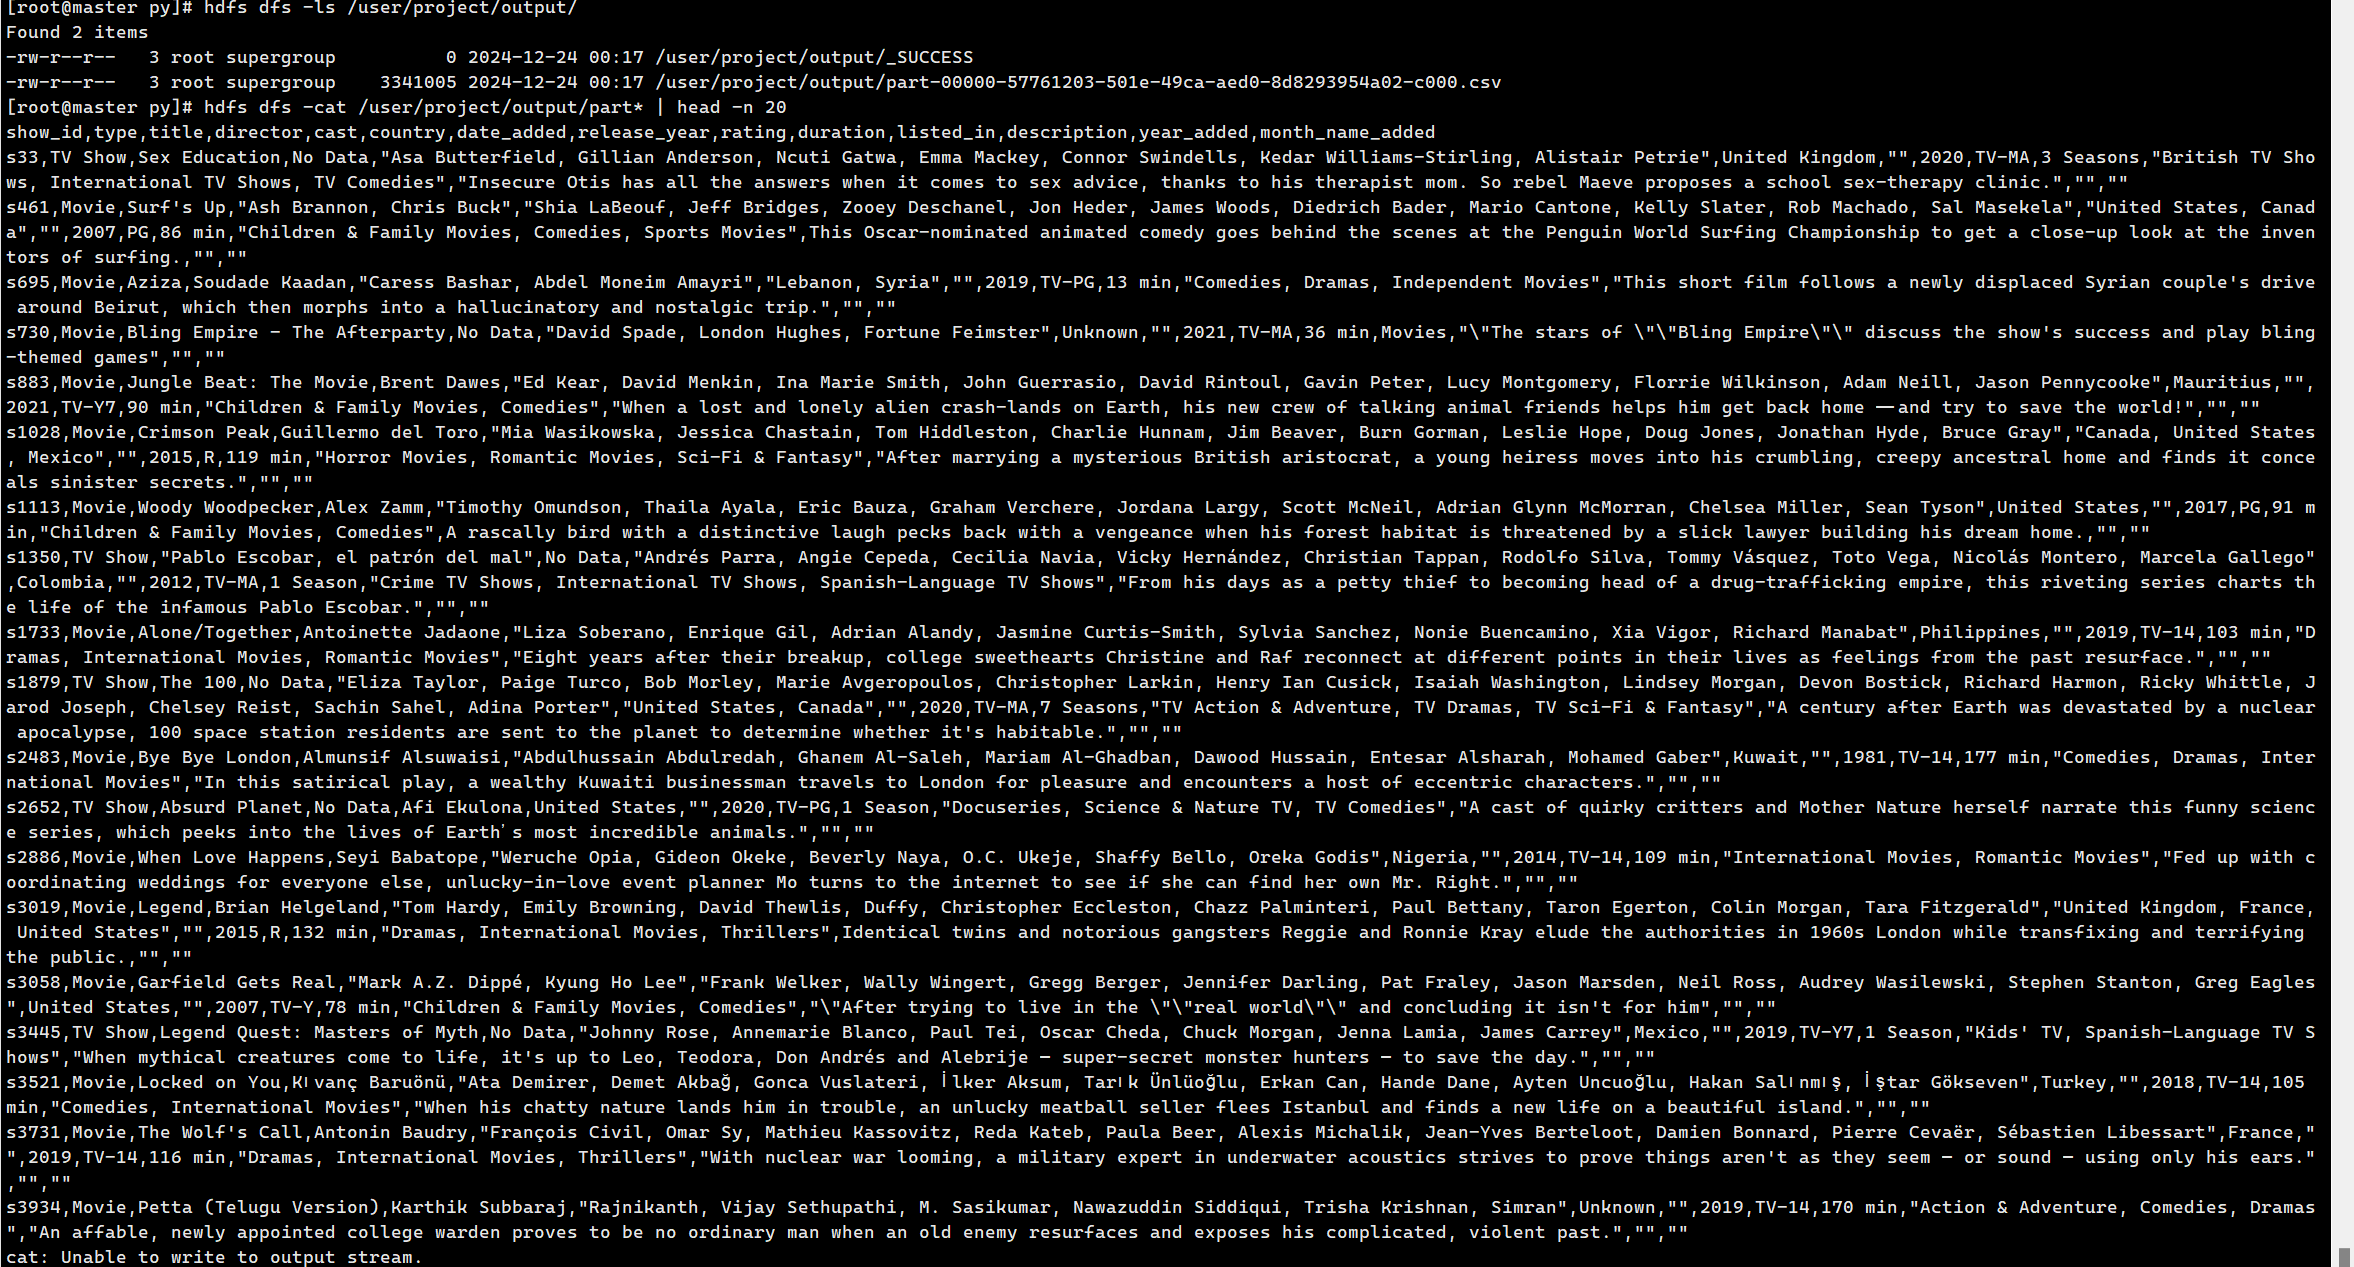 [root@master py]# hdfs dfs -ls /user/project/output/
Found 2 items
-rw-r--r--   3 root supergroup          0 2024-12-24 00:17 /user/project/output/_SUCCESS
-rw-r--r--   3 root supergroup    3341005 2024-12-24 00:17 /user/project/output/part-00000-57761203-501e-49ca-aed0-8d8293954a02-c000.csv
[root@master py]# hdfs dfs -cat /user/project/output/part* | head -n 20
show_id,type,title,director,cast,country,date_added,release_year,rating,duration,listed_in,description,year_added,month_name_added
s33,TV Show,Sex Education,No Data,"Asa Butterfield, Gillian Anderson, Ncuti Gatwa, Emma Mackey, Connor Swindells, Kedar Williams-Stirling, Alistair Petrie",United Kingdom,"",2020,TV-MA,3 Seasons,"British TV Sho
ws, International TV Shows, TV Comedies","Insecure Otis has all the answers when it comes to sex advice, thanks to his therapist mom. So rebel Maeve proposes a school sex-therapy clinic.","",""
s461,Movie,Surf's Up,"Ash Brannon, Chris Buck","Shia LaBeouf, Jeff Bridges, Zooey Deschanel, Jon Heder, James Woods, Diedrich Bader, Mario Cantone, Kelly Slater, Rob Machado, Sal Masekela","United States, Canad
a","",2007,PG,86 min,"Children & Family Movies, Comedies, Sports Movies",This Oscar-nominated animated comedy goes behind the scenes at the Penguin World Surfing Championship to get a close-up look at the inven
tors of surfing.,"",""
s695,Movie,Aziza,Soudade Kaadan,"Caress Bashar, Abdel Moneim Amayri","Lebanon, Syria","",2019,TV-PG,13 min,"Comedies, Dramas, Independent Movies","This short film follows a newly displaced Syrian couple's drive
 around Beirut, which then morphs into a hallucinatory and nostalgic trip.","",""
s730,Movie,Bling Empire - The Afterparty,No Data,"David Spade, London Hughes, Fortune Feimster",Unknown,"",2021,TV-MA,36 min,Movies,"\"The stars of \"\"Bling Empire\"\" discuss the show's success and play bling
-themed games","",""
s883,Movie,Jungle Beat: The Movie,Brent Dawes,"Ed Kear, David Menkin, Ina Marie Smith, John Guerrasio, David Rintoul, Gavin Peter, Lucy Montgomery, Florrie Wilkinson, Adam Neill, Jason Pennycooke",Mauritius,"",
2021,TV-Y7,90 min,"Children & Family Movies, Comedies","When a lost and lonely alien crash-lands on Earth, his new crew of talking animal friends helps him get back home —and try to save the world!","",""
s1028,Movie,Crimson Peak,Guillermo del Toro,"Mia Wasikowska, Jessica Chastain, Tom Hiddleston, Charlie Hunnam, Jim Beaver, Burn Gorman, Leslie Hope, Doug Jones, Jonathan Hyde, Bruce Gray","Canada, United States
, Mexico","",2015,R,119 min,"Horror Movies, Romantic Movies, Sci-Fi & Fantasy","After marrying a mysterious British aristocrat, a young heiress moves into his crumbling, creepy ancestral home and finds it conce
als sinister secrets.","",""
s1113,Movie,Woody Woodpecker,Alex Zamm,"Timothy Omundson, Thaila Ayala, Eric Bauza, Graham Verchere, Jordana Largy, Scott McNeil, Adrian Glynn McMorran, Chelsea Miller, Sean Tyson",United States,"",2017,PG,91 m
in,"Children & Family Movies, Comedies",A rascally bird with a distinctive laugh pecks back with a vengeance when his forest habitat is threatened by a slick lawyer building his dream home.,"",""
s1350,TV Show,"Pablo Escobar, el patrón del mal",No Data,"Andrés Parra, Angie Cepeda, Cecilia Navia, Vicky Hernández, Christian Tappan, Rodolfo Silva, Tommy Vásquez, Toto Vega, Nicolás Montero, Marcela Gallego"
,Colombia,"",2012,TV-MA,1 Season,"Crime TV Shows, International TV Shows, Spanish-Language TV Shows","From his days as a petty thief to becoming head of a drug-trafficking empire, this riveting series charts th
e life of the infamous Pablo Escobar.","",""
s1733,Movie,Alone/Together,Antoinette Jadaone,"Liza Soberano, Enrique Gil, Adrian Alandy, Jasmine Curtis-Smith, Sylvia Sanchez, Nonie Buencamino, Xia Vigor, Richard Manabat",Philippines,"",2019,TV-14,103 min,"D
ramas, International Movies, Romantic Movies","Eight years after their breakup, college sweethearts Christine and Raf reconnect at different points in their lives as feelings from the past resurface.","",""
s1879,TV Show,The 100,No Data,"Eliza Taylor, Paige Turco, Bob Morley, Marie Avgeropoulos, Christopher Larkin, Henry Ian Cusick, Isaiah Washington, Lindsey Morgan, Devon Bostick, Richard Harmon, Ricky Whittle, J
arod Joseph, Chelsey Reist, Sachin Sahel, Adina Porter","United States, Canada","",2020,TV-MA,7 Seasons,"TV Action & Adventure, TV Dramas, TV Sci-Fi & Fantasy","A century after Earth was devastated by a nuclear
 apocalypse, 100 space station residents are sent to the planet to determine whether it's habitable.","",""
s2483,Movie,Bye Bye London,Almunsif Alsuwaisi,"Abdulhussain Abdulredah, Ghanem Al-Saleh, Mariam Al-Ghadban, Dawood Hussain, Entesar Alsharah, Mohamed Gaber",Kuwait,"",1981,TV-14,177 min,"Comedies, Dramas, Inter
national Movies","In this satirical play, a wealthy Kuwaiti businessman travels to London for pleasure and encounters a host of eccentric characters.","",""
s2652,TV Show,Absurd Planet,No Data,Afi Ekulona,United States,"",2020,TV-PG,1 Season,"Docuseries, Science & Nature TV, TV Comedies","A cast of quirky critters and Mother Nature herself narrate this funny scienc
e series, which peeks into the lives of Earth’s most incredible animals.","",""
s2886,Movie,When Love Happens,Seyi Babatope,"Weruche Opia, Gideon Okeke, Beverly Naya, O.C. Ukeje, Shaffy Bello, Oreka Godis",Nigeria,"",2014,TV-14,109 min,"International Movies, Romantic Movies","Fed up with c
oordinating weddings for everyone else, unlucky-in-love event planner Mo turns to the internet to see if she can find her own Mr. Right.","",""
s3019,Movie,Legend,Brian Helgeland,"Tom Hardy, Emily Browning, David Thewlis, Duffy, Christopher Eccleston, Chazz Palminteri, Paul Bettany, Taron Egerton, Colin Morgan, Tara Fitzgerald","United Kingdom, France,
 United States","",2015,R,132 min,"Dramas, International Movies, Thrillers",Identical twins and notorious gangsters Reggie and Ronnie Kray elude the authorities in 1960s London while transfixing and terrifying
the public.,"",""
s3058,Movie,Garfield Gets Real,"Mark A.Z. Dippé, Kyung Ho Lee","Frank Welker, Wally Wingert, Gregg Berger, Jennifer Darling, Pat Fraley, Jason Marsden, Neil Ross, Audrey Wasilewski, Stephen Stanton, Greg Eagles
",United States,"",2007,TV-Y,78 min,"Children & Family Movies, Comedies","\"After trying to live in the \"\"real world\"\" and concluding it isn't for him","",""
s3445,TV Show,Legend Quest: Masters of Myth,No Data,"Johnny Rose, Annemarie Blanco, Paul Tei, Oscar Cheda, Chuck Morgan, Jenna Lamia, James Carrey",Mexico,"",2019,TV-Y7,1 Season,"Kids' TV, Spanish-Language TV S
hows","When mythical creatures come to life, it's up to Leo, Teodora, Don Andrés and Alebrije – super-secret monster hunters – to save the day.","",""
s3521,Movie,Locked on You,Kıvanç Baruönü,"Ata Demirer, Demet Akbağ, Gonca Vuslateri, İlker Aksum, Tarık Ünlüoğlu, Erkan Can, Hande Dane, Ayten Uncuoğlu, Hakan Salınmış, İştar Gökseven",Turkey,"",2018,TV-14,105
min,"Comedies, International Movies","When his chatty nature lands him in trouble, an unlucky meatball seller flees Istanbul and finds a new life on a beautiful island.","",""
s3731,Movie,The Wolf's Call,Antonin Baudry,"François Civil, Omar Sy, Mathieu Kassovitz, Reda Kateb, Paula Beer, Alexis Michalik, Jean-Yves Berteloot, Damien Bonnard, Pierre Cevaër, Sébastien Libessart",France,"
",2019,TV-14,116 min,"Dramas, International Movies, Thrillers","With nuclear war looming, a military expert in underwater acoustics strives to prove things aren't as they seem – or sound – using only his ears."
,"",""
s3934,Movie,Petta (Telugu Version),Karthik Subbaraj,"Rajnikanth, Vijay Sethupathi, M. Sasikumar, Nawazuddin Siddiqui, Trisha Krishnan, Simran",Unknown,"",2019,TV-14,170 min,"Action & Adventure, Comedies, Dramas
","An affable, newly appointed college warden proves to be no ordinary man when an old enemy resurfaces and exposes his complicated, violent past.","",""
cat: Unable to write to output stream.